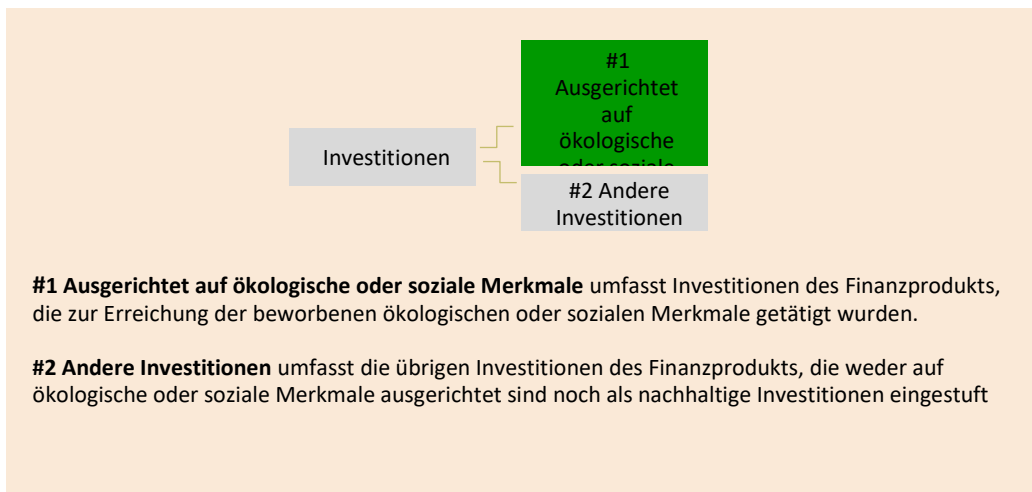 #1
Ausgerichtet
auf
ökologische
oder soziale
Investitionen
#2 Andere
Investitionen
#1 Ausgerichtet auf ökologische oder soziale Merkmale umfasst Investitionen des Finanzprodukts,
die zur Erreichung der beworbenen ökologischen oder sozialen Merkmale getätigt wurden.
#2 Andere Investitionen umfasst die übrigen Investitionen des Finanzprodukts, die weder auf
ökologische oder soziale Merkmale ausgerichtet sind noch als nachhaltige Investitionen eingestuft